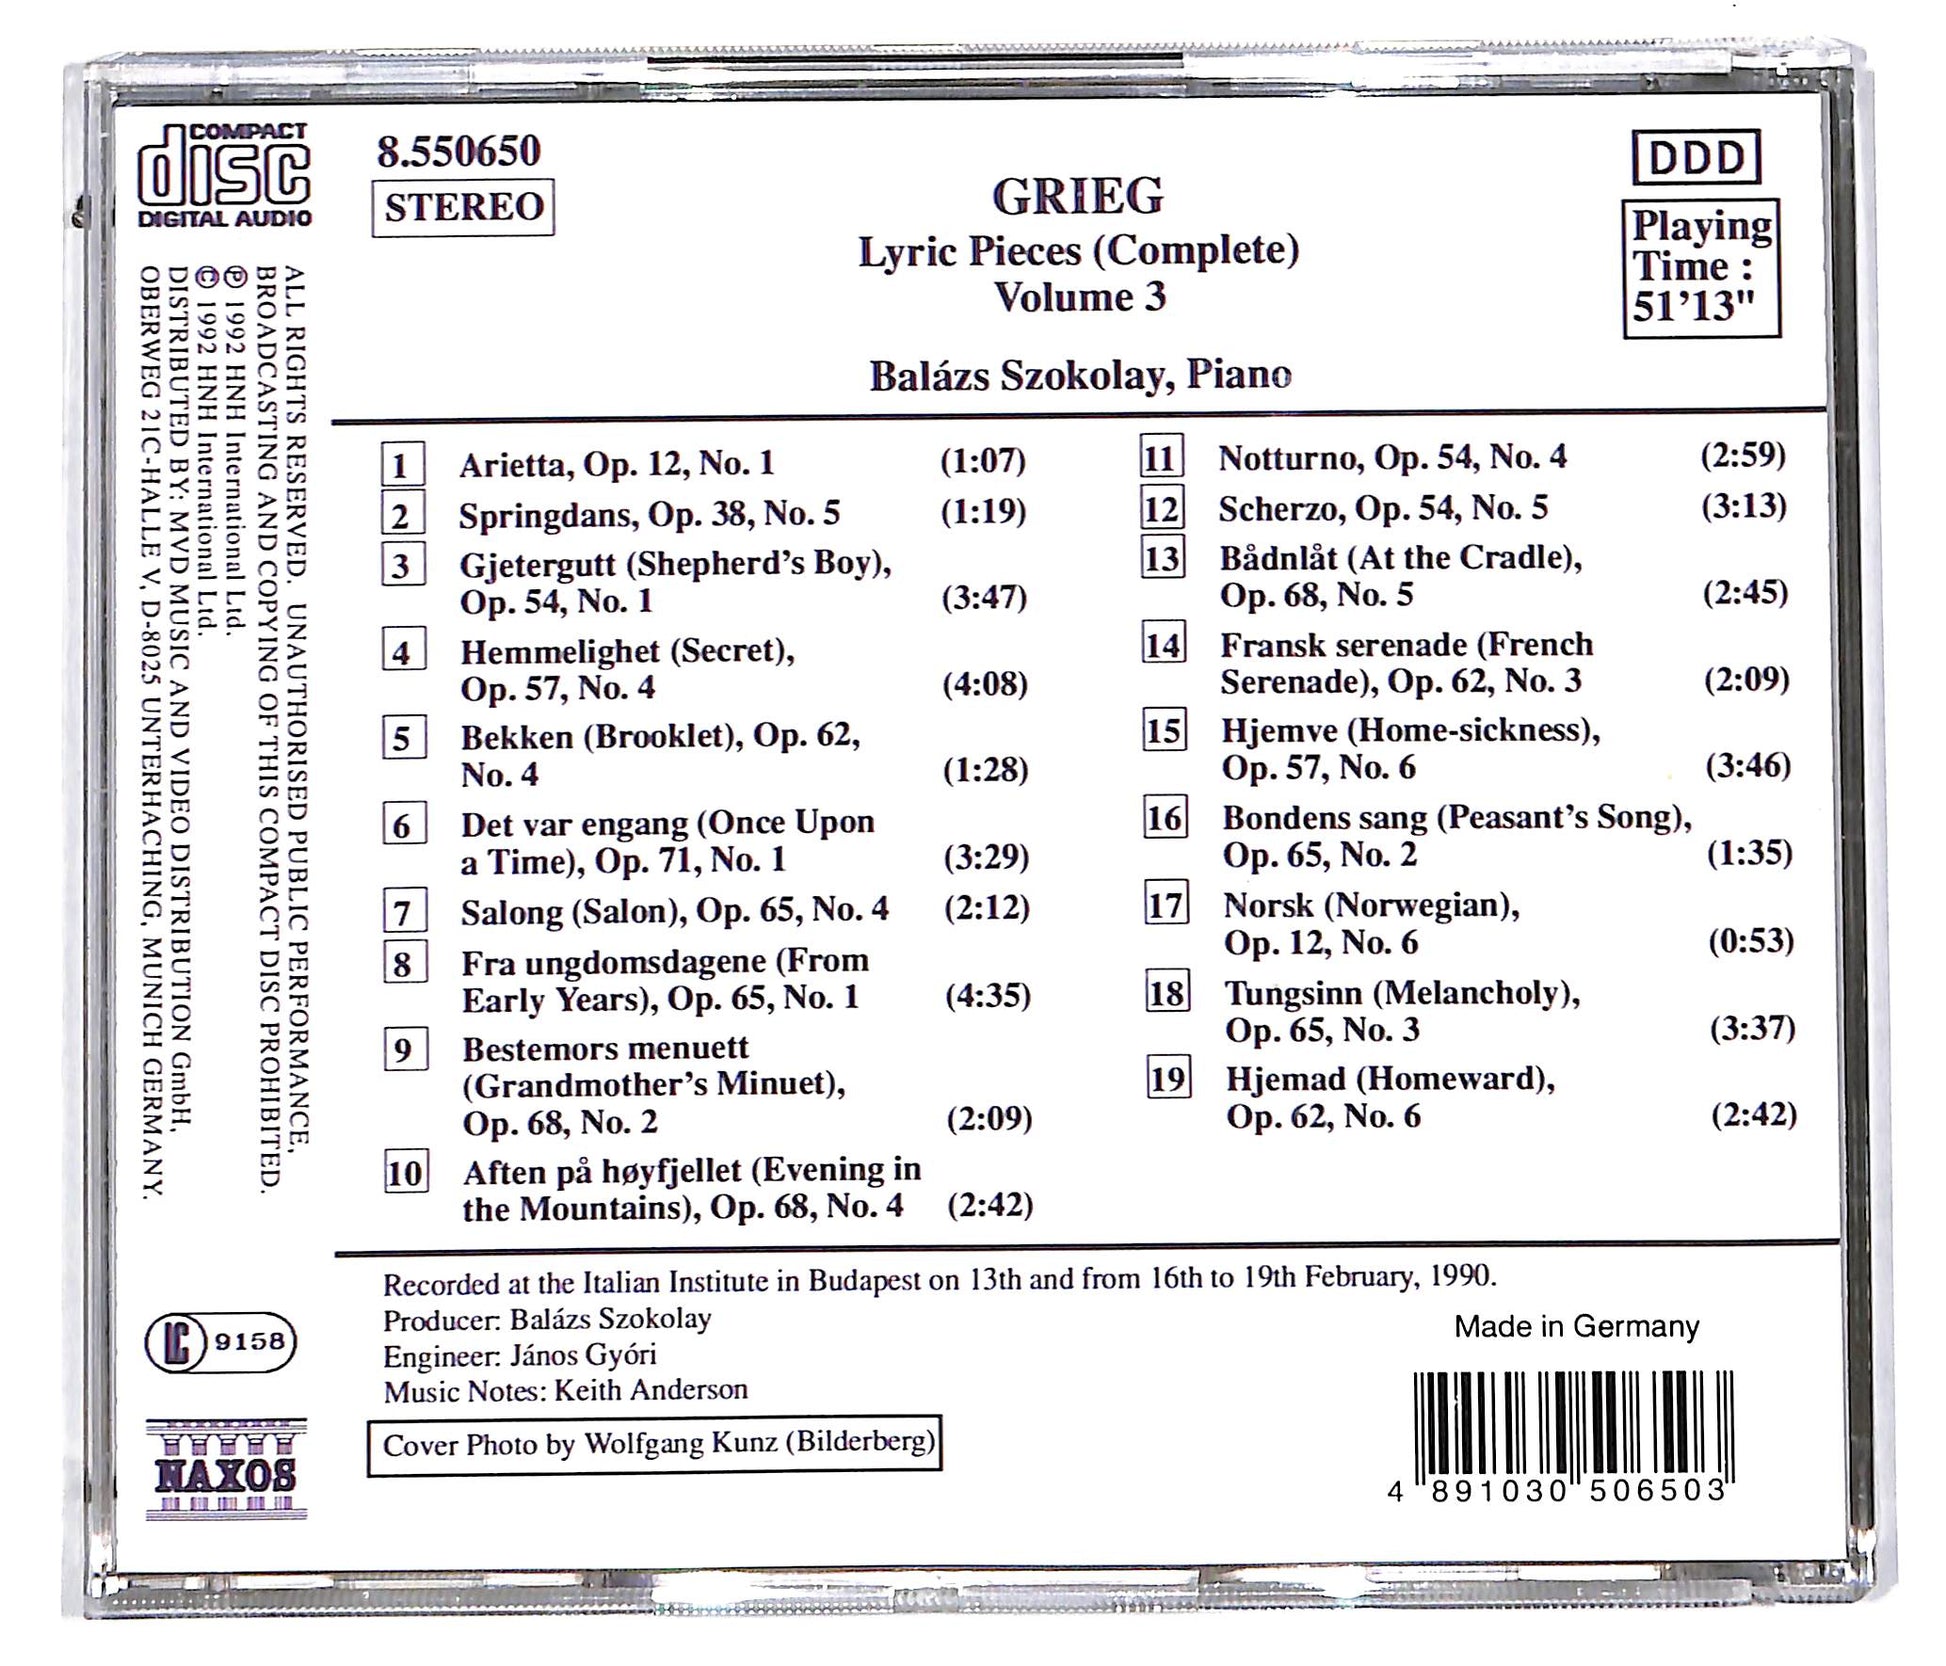 COMPACT
disc
DIGITAL AUDIO
8.550650
STEREO
GRIEG
Lyric Pieces (Complete)
Volume 3
Balázs Szokolay, Piano
DDD
Playing
Time :
51’13"
ALL RIGHTS RESERVED. UNAUTHORISED PUBLIC PERFORMANCE,
BROADCASTING AND COPYING OF THIS COMPACT DISC PROHIBITED.
℗ 1992 HNH International Ltd.
© 1992 HNH International Ltd.
DISTRIBUTED BY: MVD MUSIC AND VIDEO DISTRIBUTION GmbH,
OBERWEG 21C-HALLE V, D-8025 UNTERHACHING, MUNICH GERMANY.
1 Arietta, Op. 12, No. 1 (1:07)
2 Springdans, Op. 38, No. 5 (1:19)
3 Gjetergutt (Shepherd’s Boy),
Op. 54, No. 1 (3:47)
4 Hemmelighet (Secret),
Op. 57, No. 4 (4:08)
5 Bekken (Brooklet), Op. 62,
No. 4 (1:28)
6 Det var engang (Once Upon
a Time), Op. 71, No. 1 (3:29)
7 Salong (Salon), Op. 65, No. 4 (2:12)
8 Fra ungdomsdagene (From
Early Years), Op. 65, No. 1 (4:35)
9 Bestemors menuett
(Grandmother’s Minuet),
Op. 68, No. 2 (2:09)
10 Aften på høyfjellet (Evening in
the Mountains), Op. 68, No. 4 (2:42)
11 Notturno, Op. 54, No. 4 (2:59)
12 Scherzo, Op. 54, No. 5 (3:13)
13 Bådnlåt (At the Cradle),
Op. 68, No. 5 (2:45)
14 Fransk serenade (French
Serenade), Op. 62, No. 3 (2:09)
15 Hjemve (Home-sickness),
Op. 57, No. 6 (3:46)
16 Bondens sang (Peasant’s Song),
Op. 65, No. 2 (1:35)
17 Norsk (Norwegian),
Op. 12, No. 6 (0:53)
18 Tungsinn (Melancholy),
Op. 65, No. 3 (3:37)
19 Hjemad (Homeward),
Op. 62, No. 6 (2:42)
Recorded at the Italian Institute in Budapest on 13th and from 16th to 19th February, 1990.
Producer: Balázs Szokolay
Engineer: János Gyóri
Music Notes: Keith Anderson
Cover Photo by Wolfgang Kunz (Bilderberg)
LC 9158
NAXOS
Made in Germany
4 891030 506503